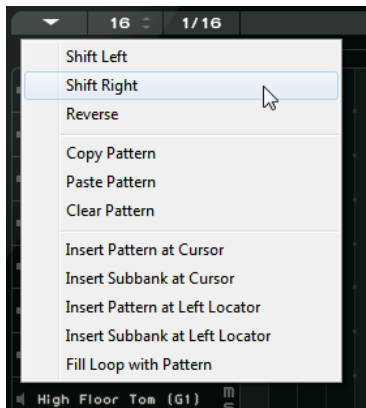 16 1/16
Shift Left
Shift Right
Reverse
Copy Pattern
Paste Pattern
Clear Pattern
Insert Pattern at Cursor
Insert Subbank at Cursor
Insert Pattern at Left Locator
Insert Subbank at Left Locator
Fill Loop with Pattern
High Floor Tom (G1) m